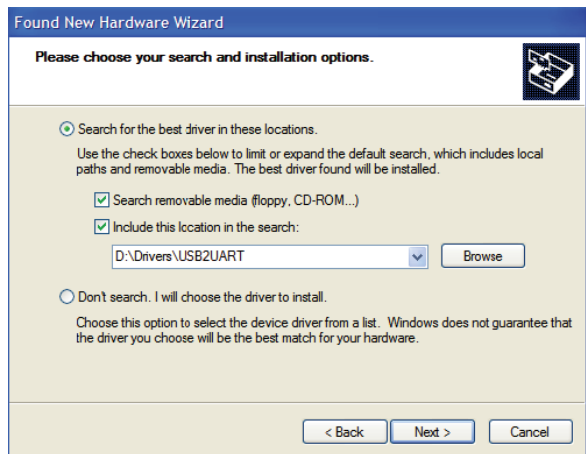 Found New Hardware Wizard
Please choose your search and installation options.
Search for the best driver in these locations.
Use the check boxes below to limit or expand the default search, which includes local
paths and removable media. The best driver found will be installed.
Search removable media (floppy, CD-ROM...)
Include this location in the search:
D:\Drivers\USB2UART
Browse
Don't search. I will choose the driver to install.
Choose this option to select the device driver from a list. Windows does not guarantee that
the driver you choose will be the best match for your hardware.
< Back Next > Cancel